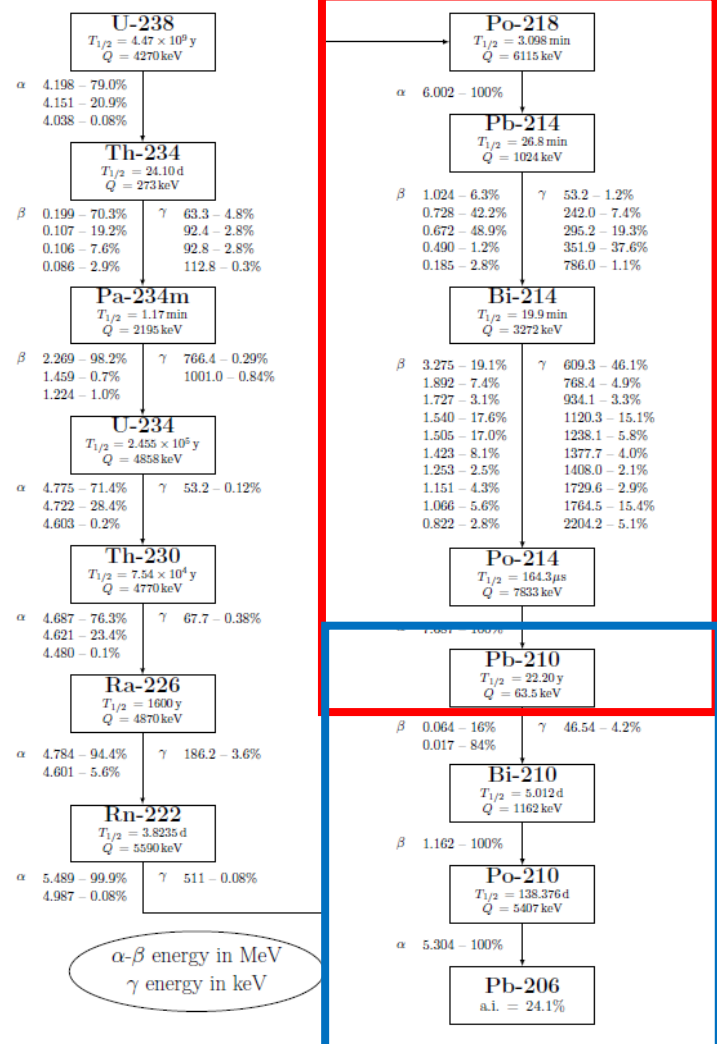 U-238
T1/2 = 4.47 × 10⁹ y
Q = 4270 keV
α 4.198 – 79.0%
4.151 – 20.9%
4.038 – 0.08%
Th-234
T1/2 = 24.10 d
Q = 273 keV
β 0.199 – 70.3% γ 63.3 – 4.8%
0.107 – 19.2% 92.4 – 2.8%
0.106 – 7.6% 92.8 – 2.8%
0.086 – 2.9% 112.8 – 0.3%
Pa-234m
T1/2 = 1.17 min
Q = 2195 keV
β 2.269 – 98.2% γ 766.4 – 0.29%
1.459 – 0.7% 1001.0 – 0.84%
1.224 – 1.0%
U-234
T1/2 = 2.455 × 10⁵ y
Q = 4858 keV
α 4.775 – 71.4% γ 53.2 – 0.12%
4.722 – 28.4%
4.603 – 0.2%
Th-230
T1/2 = 7.54 × 10⁴ y
Q = 4770 keV
α 4.687 – 76.3% γ 67.7 – 0.38%
4.621 – 23.4%
4.480 – 0.1%
Ra-226
T1/2 = 1600 y
Q = 4870 keV
α 4.784 – 94.4% γ 186.2 – 3.6%
4.601 – 5.6%
Rn-222
T1/2 = 3.8235 d
Q = 5590 keV
α 5.489 – 99.9% γ 511 – 0.08%
4.987 – 0.08%
α-β energy in MeV
γ energy in keV
Po-218
T1/2 = 3.098 min
Q = 6115 keV
α 6.002 – 100%
Pb-214
T1/2 = 26.8 min
Q = 1024 keV
β 1.024 – 6.3% γ 53.2 – 1.2%
0.728 – 42.2% 242.0 – 7.4%
0.672 – 48.9% 295.2 – 19.3%
0.490 – 1.2% 351.9 – 37.6%
0.185 – 2.8% 786.0 – 1.1%
Bi-214
T1/2 = 19.9 min
Q = 3272 keV
β 3.275 – 19.1% γ 609.3 – 46.1%
1.892 – 7.4% 768.4 – 4.9%
1.727 – 3.1% 934.1 – 3.3%
1.540 – 17.6% 1120.3 – 15.1%
1.505 – 17.0% 1238.1 – 5.8%
1.423 – 8.1% 1377.7 – 4.0%
1.253 – 2.5% 1408.0 – 2.1%
1.151 – 4.3% 1729.6 – 2.9%
1.066 – 5.6% 1764.5 – 15.4%
0.822 – 2.8% 2204.2 – 5.1%
Po-214
T1/2 = 164.3 μs
Q = 7833 keV
α 7.687 – 100%
Pb-210
T1/2 = 22.20 y
Q = 63.5 keV
β 0.064 – 16% γ 46.54 – 4.2%
0.017 – 84%
Bi-210
T1/2 = 5.012 d
Q = 1162 keV
β 1.162 – 100%
Po-210
T1/2 = 138.376 d
Q = 5407 keV
α 5.304 – 100%
Pb-206
a.i. = 24.1%